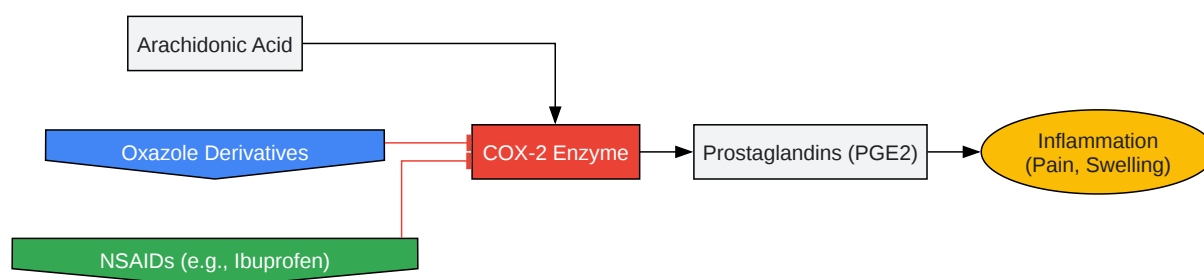 Arachidonic Acid
Oxazole Derivatives
COX-2 Enzyme
Prostaglandins (PGE2)
Inflammation
(Pain, Swelling)
NSAIDs (e.g., Ibuprofen)